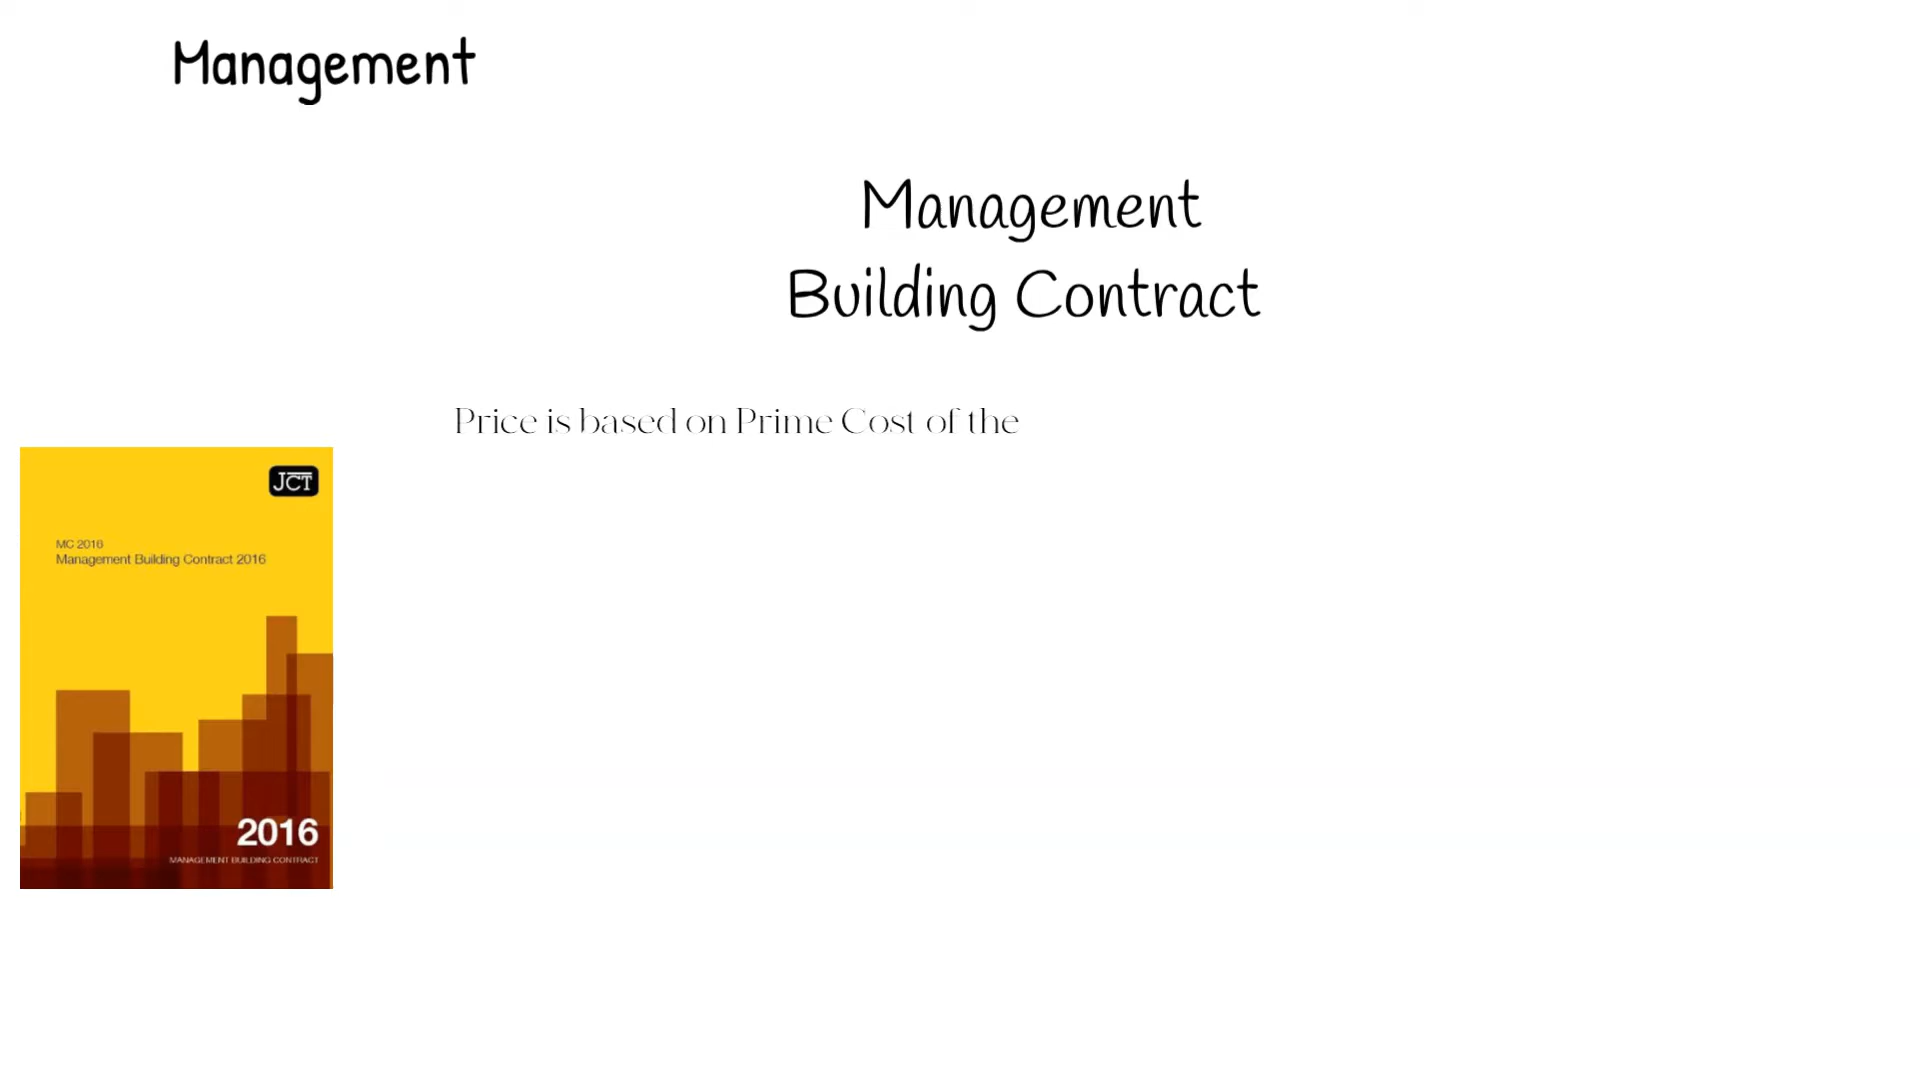 Management
Management
Building Contract
Price is based on Prime Cost of the
JCT
MC 2016
Management Building Contract 2016
2016
MANAGEMENT BUILDING CONTRACT